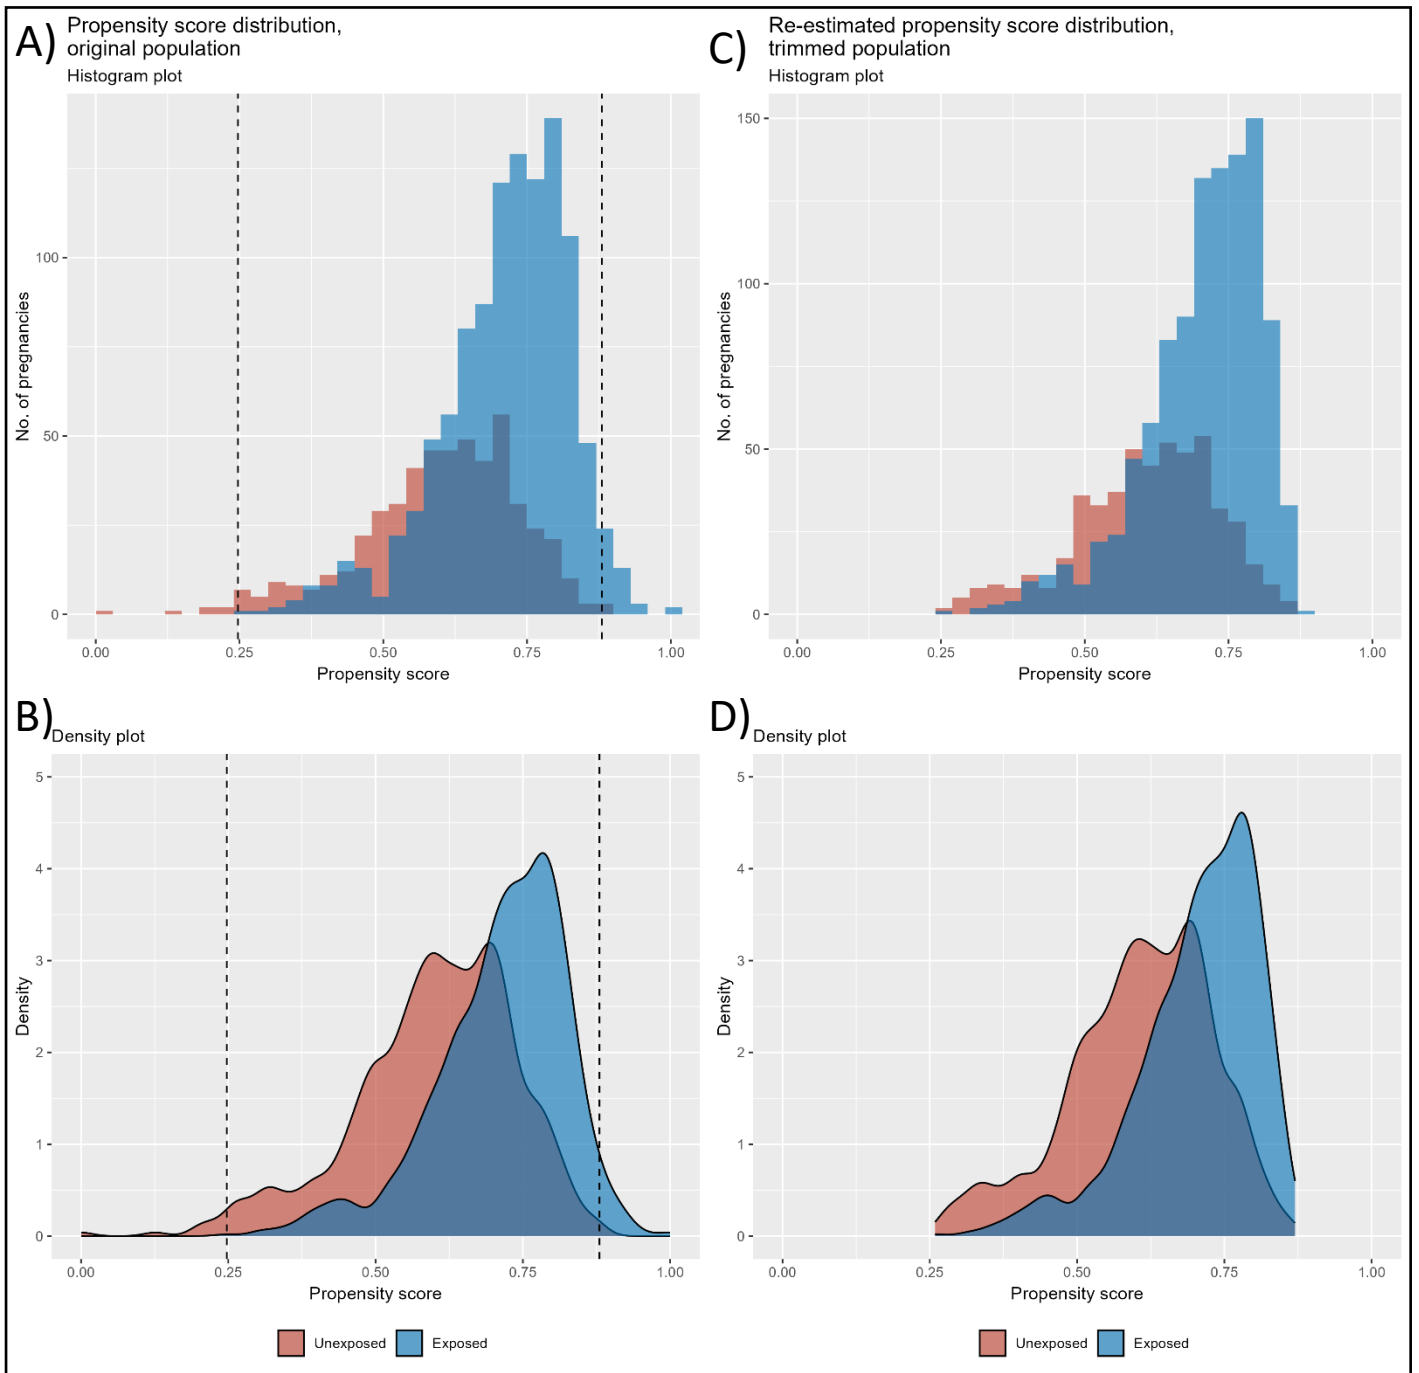 A)
Propensity score distribution,
original population
Histogram plot
No. of pregnancies
100
50
0
0.00 0.25 0.50 0.75 1.00
Propensity score
C)
Re-estimated propensity score distribution,
trimmed population
Histogram plot
No. of pregnancies
150
100
50
0
0.00 0.25 0.50 0.75 1.00
Propensity score
B)
Density plot
Density
5
4
3
2
1
0
0.00 0.25 0.50 0.75 1.00
Propensity score
Unexposed Exposed
D)
Density plot
Density
5
4
3
2
1
0
0.00 0.25 0.50 0.75 1.00
Propensity score
Unexposed Exposed